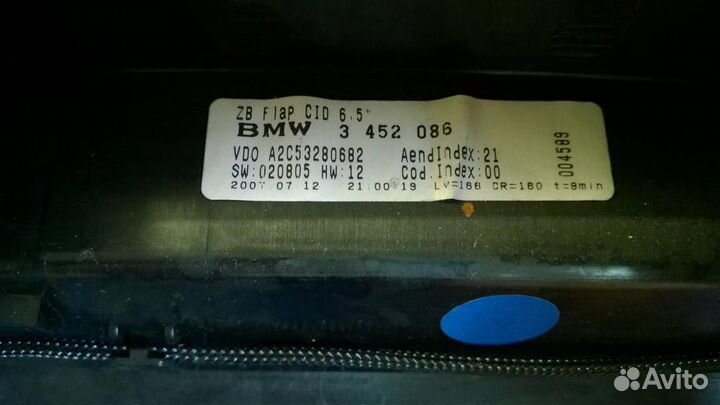 ZB Flap CID 6.5"
BMW 3 452 086
VDO A2C53280682 AendIndex:21
SW:020805 HW:12 Cod.Index:00
2007.07 12 21.00 19 LV=166 CR=180 t=8min
004589
Avito